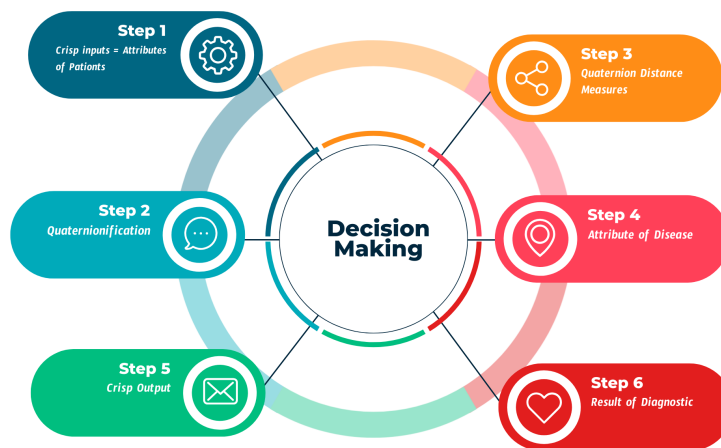 Step 1
Crisp inputs = Attributes
of Pationts
Step 2
Quaternionification
Step 3
Quaternion Distance
Measures
Step 4
Attribute of Disease
Decision
Making
Step 5
Crisp Output
Step 6
Result of Diagnostic